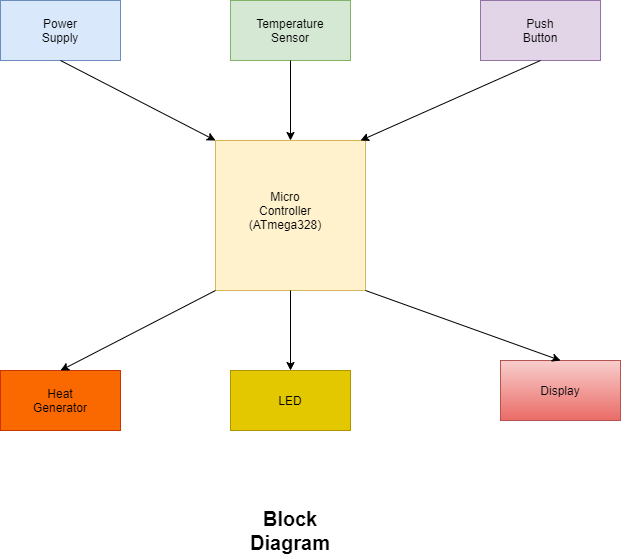 Power
Supply
Temperature
Sensor
Push
Button
Micro
Controller
(ATmega328)
Heat
Generator
LED
Display
Block
Diagram